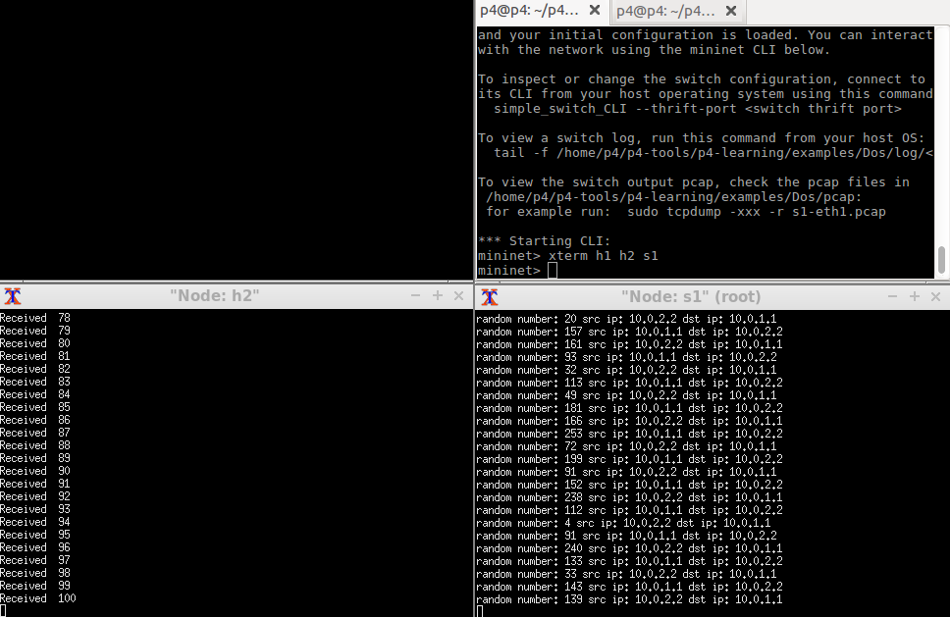 p4@p4: ~/p4... × p4@p4: ~/p4... ×
and your initial configuration is loaded. You can interact
with the network using the mininet CLI below.
To inspect or change the switch configuration, connect to
its CLI from your host operating system using this command
simple_switch_CLI --thrift-port <switch thrift port>
To view a switch log, run this command from your host OS:
tail -f /home/p4/p4-tools/p4-learning/examples/Dos/log/<
To view the switch output pcap, check the pcap files in
/home/p4/p4-tools/p4-learning/examples/Dos/pcap:
for example run:  sudo tcpdump -xxx -r s1-eth1.pcap
*** Starting CLI:
mininet> xterm h1 h2 s1
mininet>
"Node: h2"
Received  78
Received  79
Received  80
Received  81
Received  82
Received  83
Received  84
Received  85
Received  86
Received  87
Received  88
Received  89
Received  90
Received  91
Received  92
Received  93
Received  94
Received  95
Received  96
Received  97
Received  98
Received  99
Received  100
"Node: s1" (root)
random number: 20 src ip: 10.0.2.2 dst ip: 10.0.1.1
random number: 157 src ip: 10.0.1.1 dst ip: 10.0.2.2
random number: 161 src ip: 10.0.2.2 dst ip: 10.0.1.1
random number: 93 src ip: 10.0.1.1 dst ip: 10.0.2.2
random number: 32 src ip: 10.0.2.2 dst ip: 10.0.1.1
random number: 113 src ip: 10.0.1.1 dst ip: 10.0.2.2
random number: 49 src ip: 10.0.2.2 dst ip: 10.0.1.1
random number: 181 src ip: 10.0.1.1 dst ip: 10.0.2.2
random number: 166 src ip: 10.0.2.2 dst ip: 10.0.1.1
random number: 253 src ip: 10.0.1.1 dst ip: 10.0.2.2
random number: 72 src ip: 10.0.2.2 dst ip: 10.0.1.1
random number: 199 src ip: 10.0.1.1 dst ip: 10.0.2.2
random number: 91 src ip: 10.0.2.2 dst ip: 10.0.1.1
random number: 152 src ip: 10.0.1.1 dst ip: 10.0.2.2
random number: 238 src ip: 10.0.2.2 dst ip: 10.0.1.1
random number: 112 src ip: 10.0.1.1 dst ip: 10.0.2.2
random number: 4 src ip: 10.0.2.2 dst ip: 10.0.1.1
random number: 91 src ip: 10.0.1.1 dst ip: 10.0.2.2
random number: 240 src ip: 10.0.2.2 dst ip: 10.0.1.1
random number: 133 src ip: 10.0.1.1 dst ip: 10.0.2.2
random number: 33 src ip: 10.0.2.2 dst ip: 10.0.1.1
random number: 143 src ip: 10.0.1.1 dst ip: 10.0.2.2
random number: 139 src ip: 10.0.2.2 dst ip: 10.0.1.1